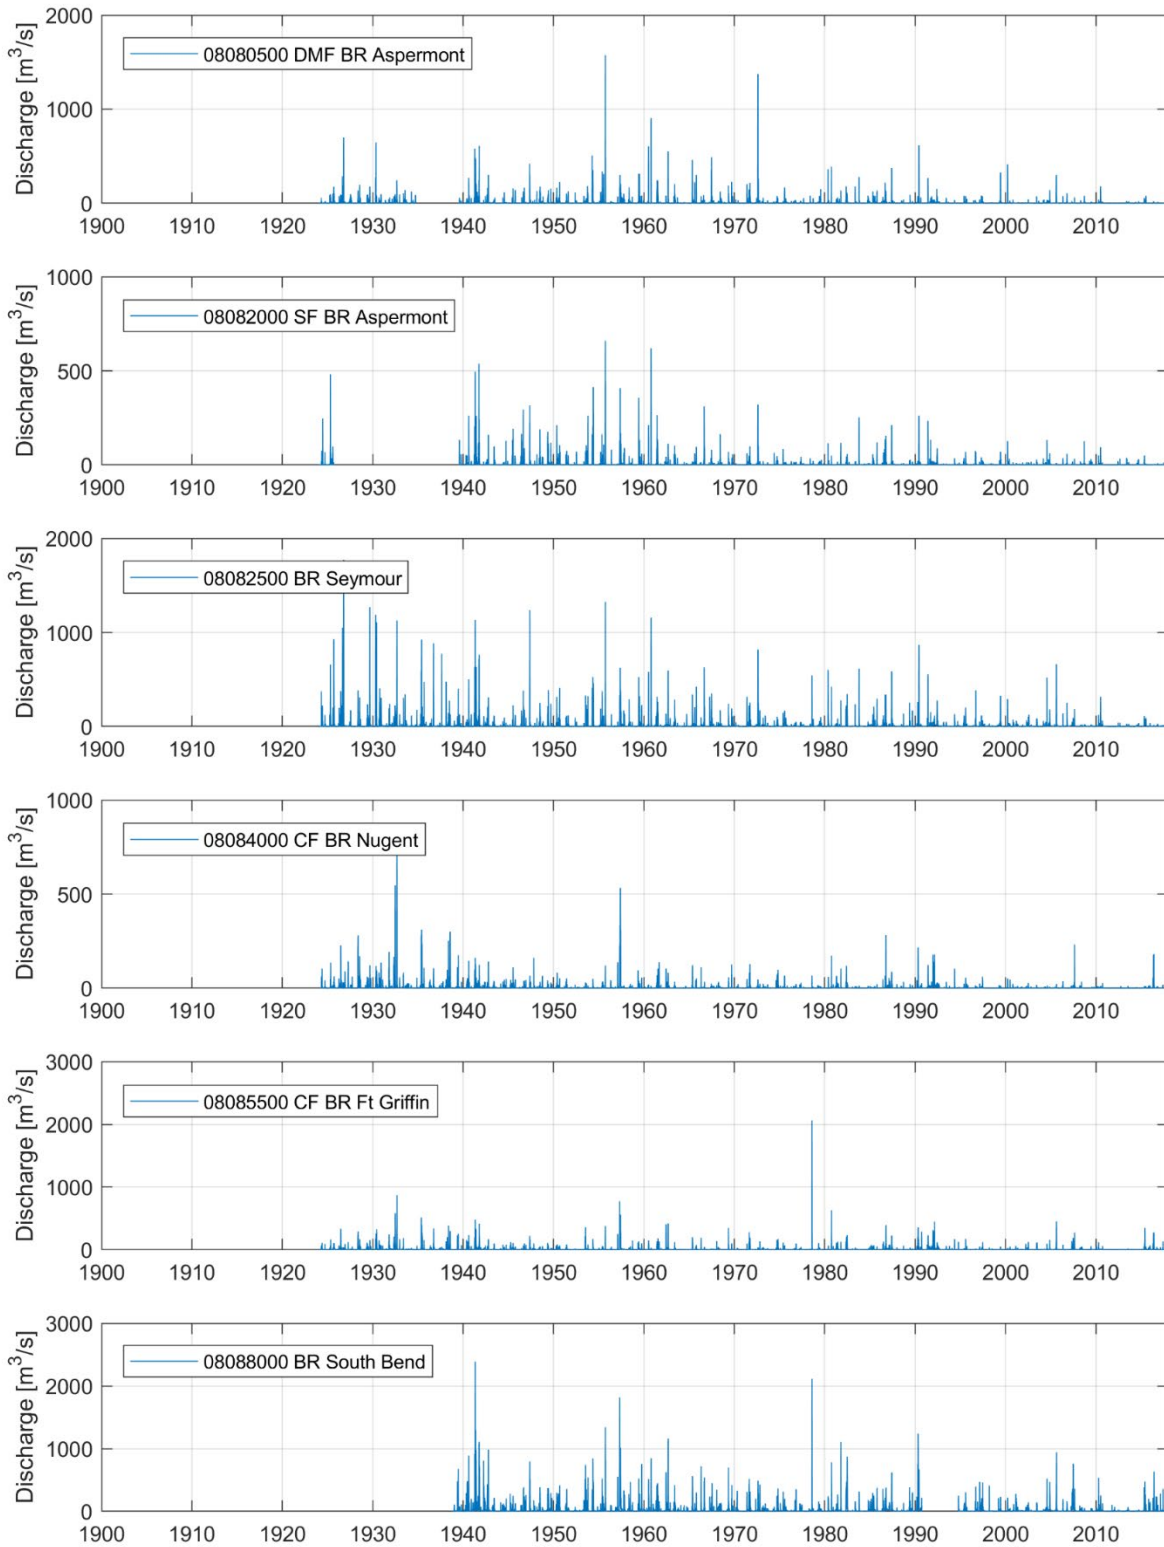 2000
Discharge [m³/s]
08080500 DMF BR Aspermont
1000
0
1900 1910 1920 1930 1940 1950 1960 1970 1980 1990 2000 2010
1000
Discharge [m³/s]
08082000 SF BR Aspermont
500
0
1900 1910 1920 1930 1940 1950 1960 1970 1980 1990 2000 2010
2000
Discharge [m³/s]
08082500 BR Seymour
1000
0
1900 1910 1920 1930 1940 1950 1960 1970 1980 1990 2000 2010
1000
Discharge [m³/s]
08084000 CF BR Nugent
500
0
1900 1910 1920 1930 1940 1950 1960 1970 1980 1990 2000 2010
3000
Discharge [m³/s]
08085500 CF BR Ft Griffin
2000
1000
0
1900 1910 1920 1930 1940 1950 1960 1970 1980 1990 2000 2010
3000
Discharge [m³/s]
08088000 BR South Bend
2000
1000
0
1900 1910 1920 1930 1940 1950 1960 1970 1980 1990 2000 2010